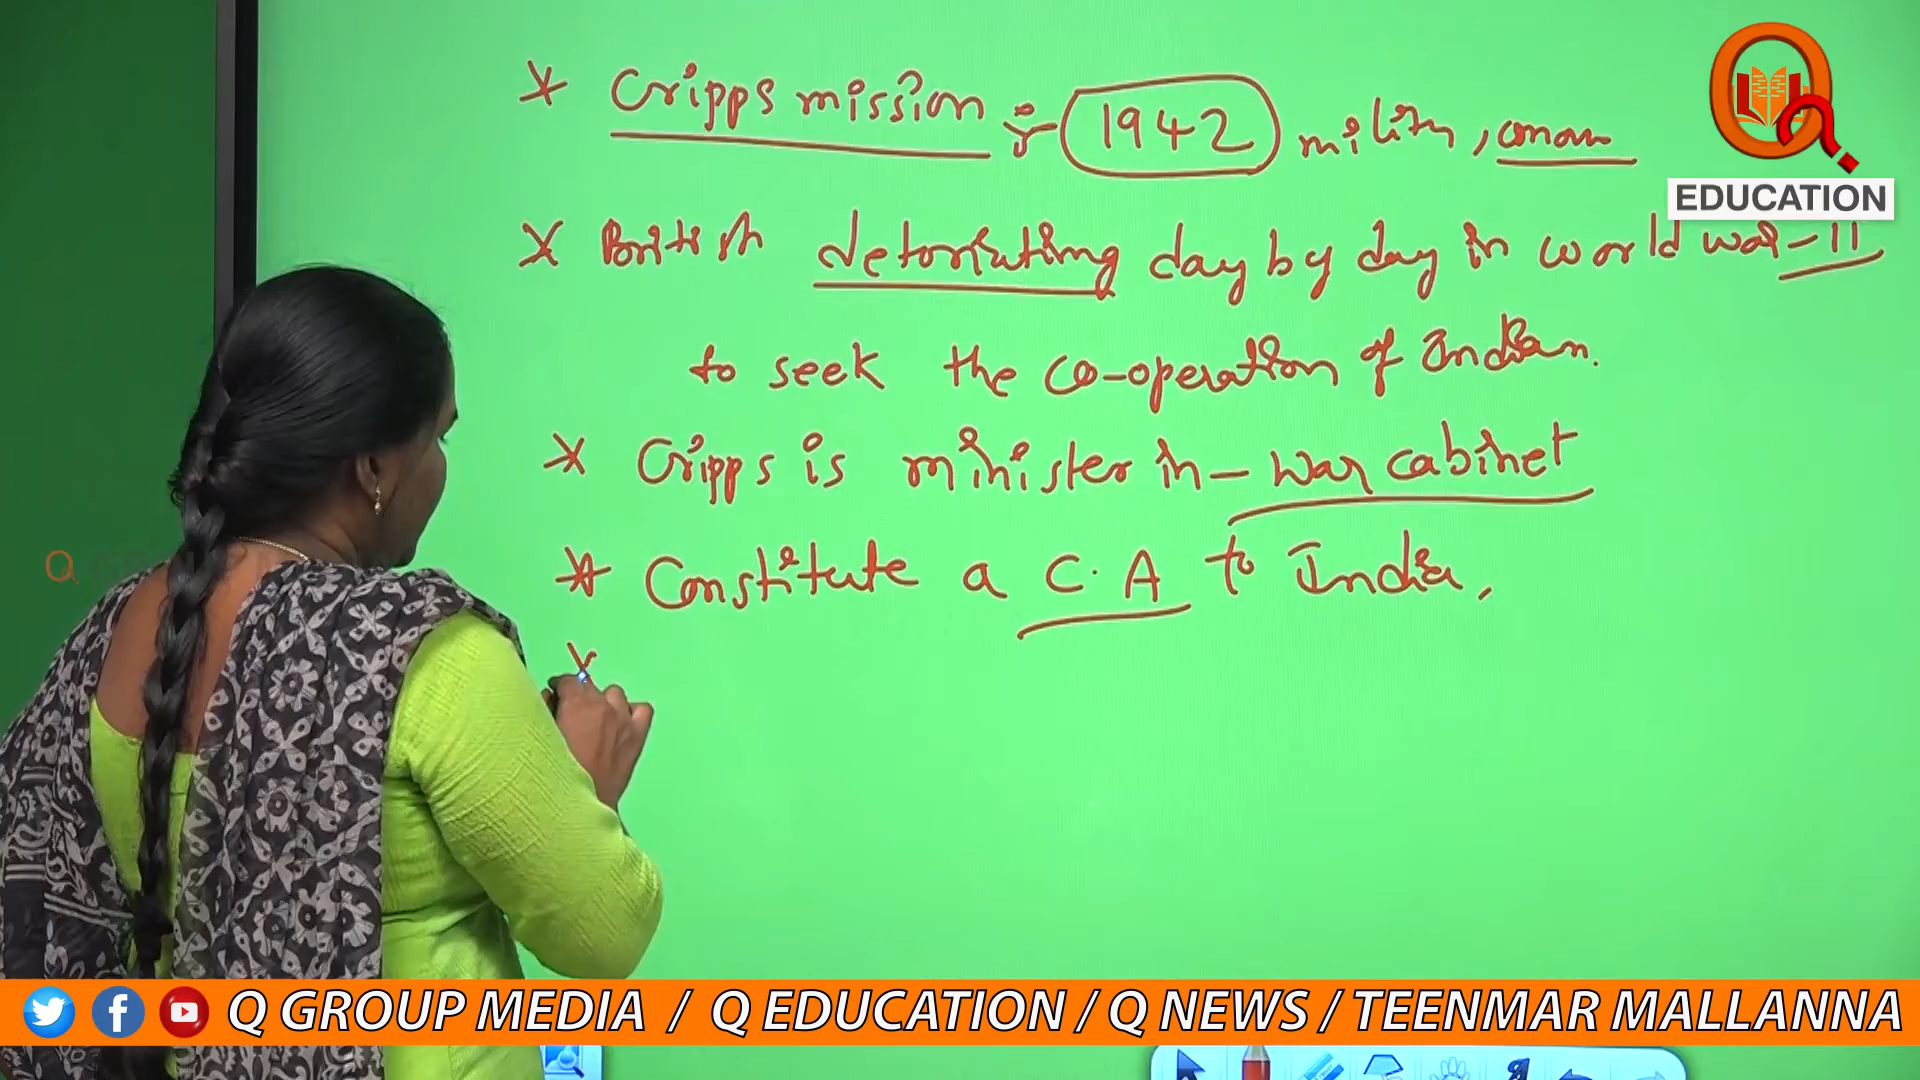 * Cripps mission :- 1942
EDUCATION
* British detoriating day by day in world war-II
to seek the co-operation of Indian.
* Cripps is minister in - war cabinet
* Constitute a C.A to India,
*
Q GROUP MEDIA / Q EDUCATION / Q NEWS / TEENMAR MALLANNA